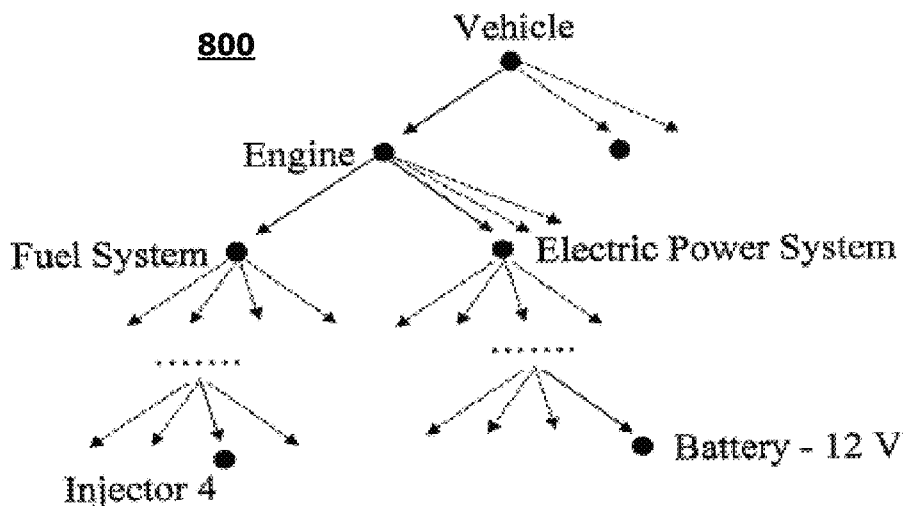 800
Vehicle
Engine
Fuel System
Electric Power System
Injector 4
Battery - 12 V